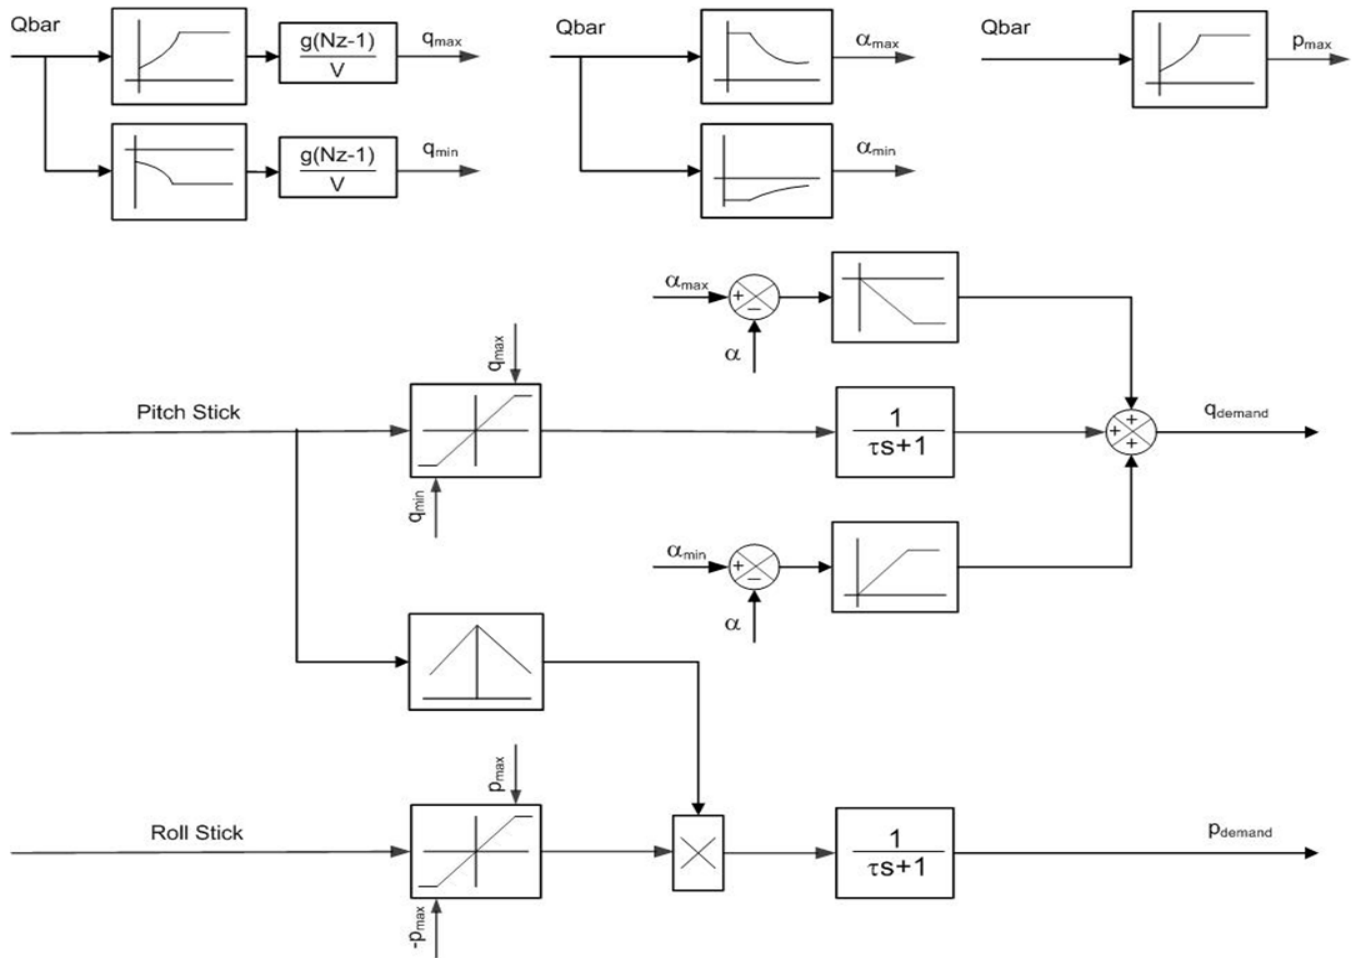 Qbar
g(Nz-1)
V
qmax
g(Nz-1)
V
qmin
Qbar
αmax
αmin
Qbar
pmax
αmax
+
−
α
Pitch Stick
qmax
qmin
1
τs+1
+
+
+
qdemand
αmin
+
−
α
Roll Stick
pmax
-pmax
1
τs+1
pdemand